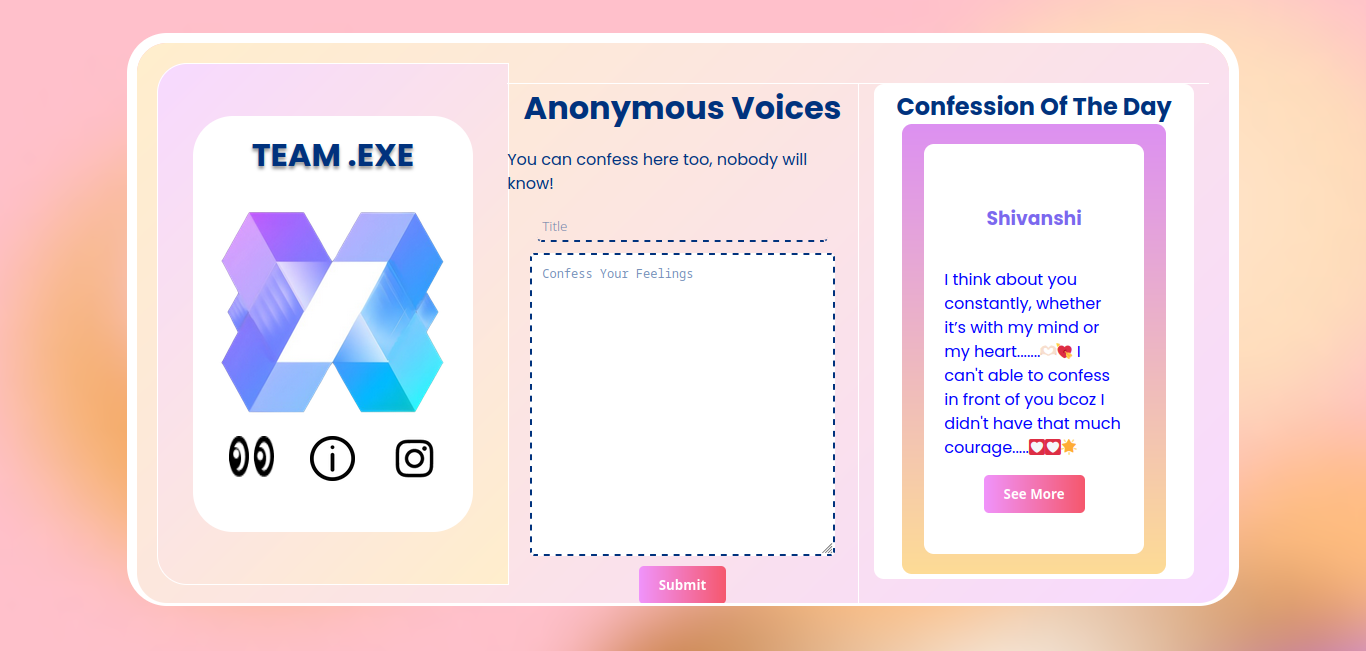 TEAM .EXE
Anonymous Voices
You can confess here too, nobody will
know!
Title
Confess Your Feelings
Submit
Confession Of The Day
Shivanshi
I think about you
constantly, whether
it’s with my mind or
my heart.......🫶🏻💘 I
can't able to confess
in front of you bcoz I
didn't have that much
courage.....💟💟🌟
See More